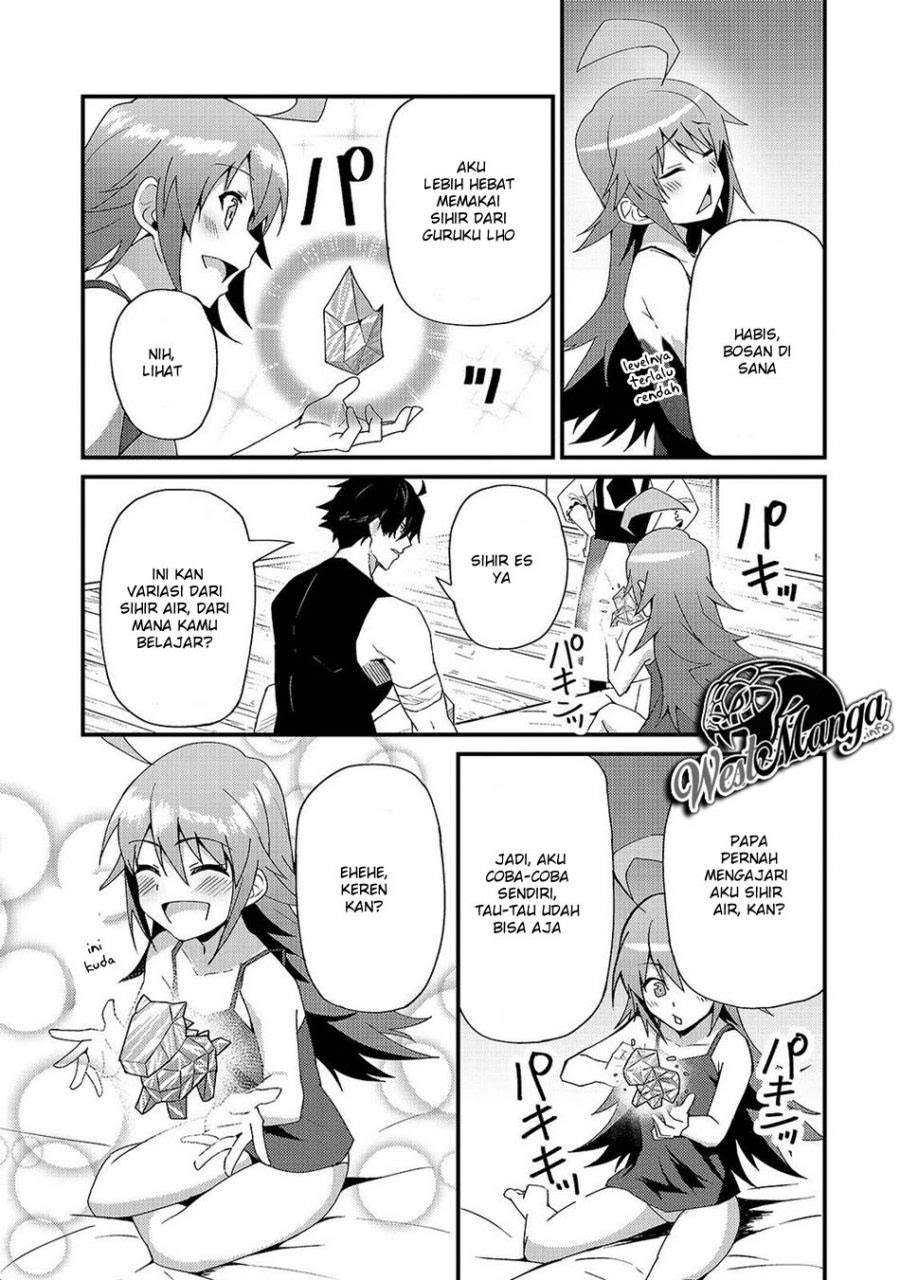 HABIS,
BOSAN DI
SANA
levelnya
terlalu
rendah
AKU
LEBIH HEBAT
MEMAKAI
SIHIR DARI
GURUKU LHO
パ
ッ
NIH,
LIHAT
パ
キッ
パ
キンッ
SIHIR ES
YA
INI KAN
VARIASI DARI
SIHIR AIR, DARI
MANA KAMU
BELAJAR?
WestManga
.info
PAPA
PERNAH
MENGAJARI
AKU SIHIR
AIR, KAN?
パ
キンッ
JADI, AKU
COBA-COBA
SENDIRI,
TAU-TAU UDAH
BISA AJA
パ
キッ
EHEHE,
KEREN
KAN?
ini
kuda